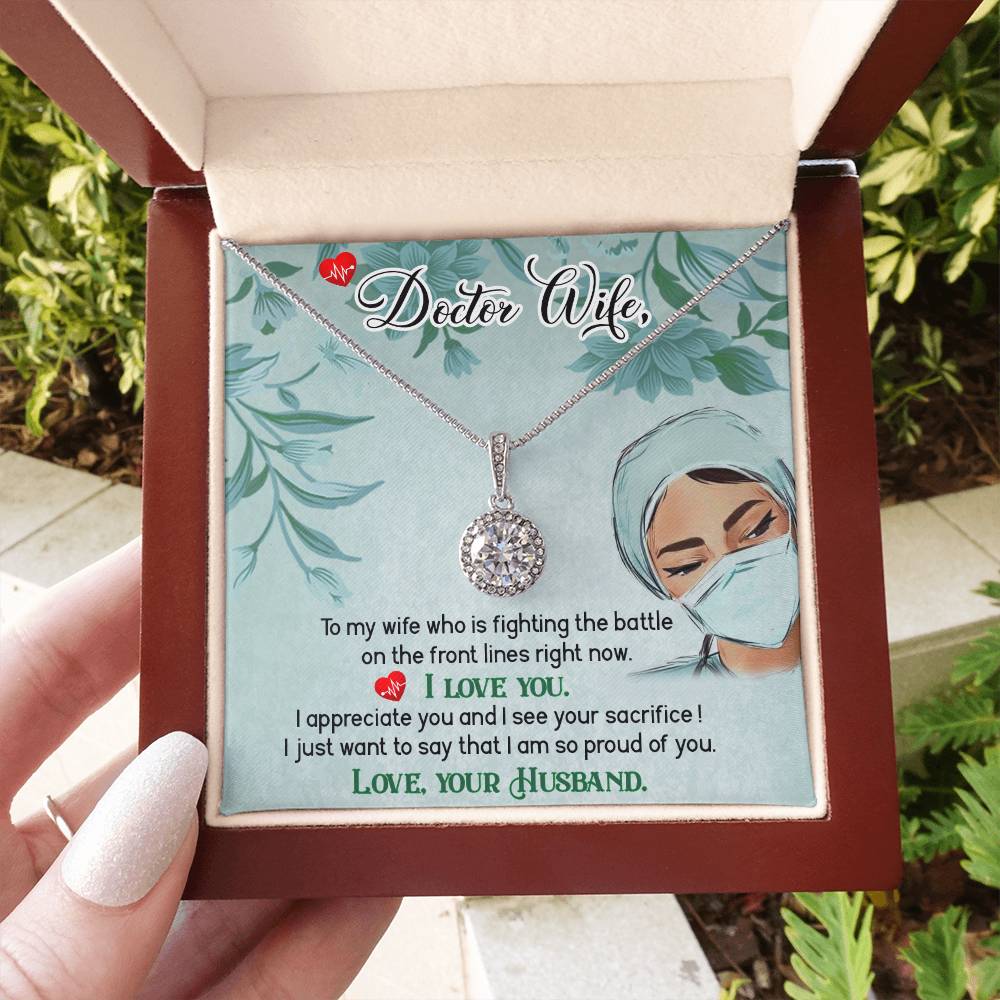 Doctor Wife,
To my wife who is fighting the battle
on the front lines right now.
I LOVE YOU.
I appreciate you and I see your sacrifice!
I just want to say that I am so proud of you.
LOVE, YOUR HUSBAND.